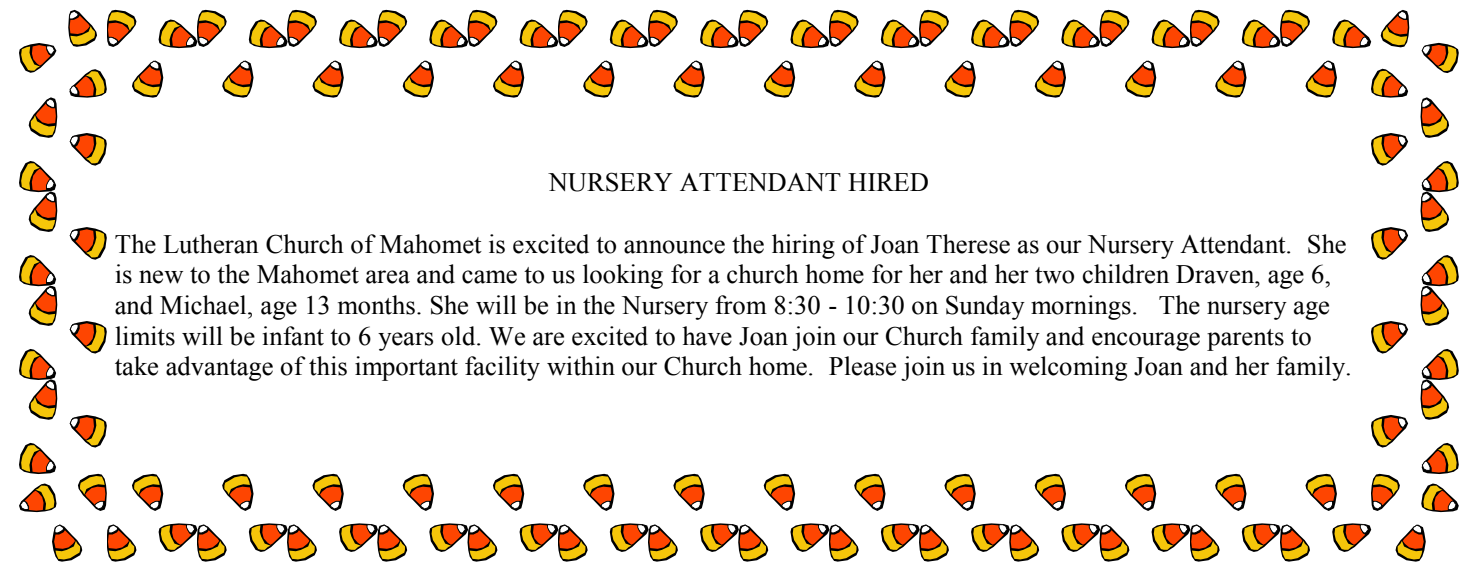 NURSERY ATTENDANT HIRED
The Lutheran Church of Mahomet is excited to announce the hiring of Joan Therese as our Nursery Attendant.  She
is new to the Mahomet area and came to us looking for a church home for her and her two children Draven, age 6,
and Michael, age 13 months. She will be in the Nursery from 8:30 - 10:30 on Sunday mornings.   The nursery age
limits will be infant to 6 years old. We are excited to have Joan join our Church family and encourage parents to
take advantage of this important facility within our Church home.  Please join us in welcoming Joan and her family.